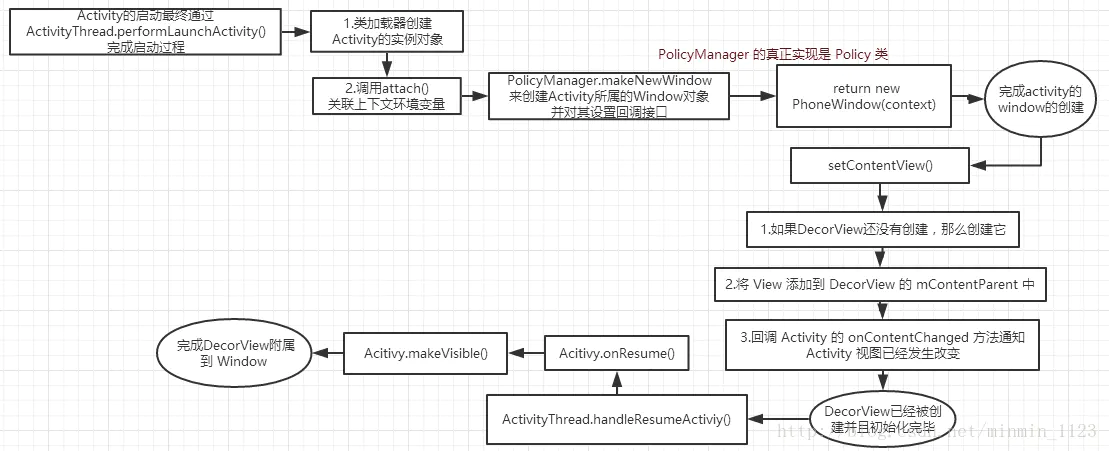 Activity的启动最终通过
ActivityThread.performLaunchActivity()
完成启动过程
1.类加载器创建
Activity的实例对象
2.调用attach()
关联上下文环境变量
PolicyManager.makeNewWindow
来创建Activity所属的Window对象
并对其设置回调接口
PolicyManager 的真正实现是 Policy 类
return new
PhoneWindow(context)
完成activity的
window的创建
setContentView()
1.如果DecorView还没有创建，那么创建它
2.将 View 添加到 DecorView 的 mContentParent 中
3.回调 Activity 的 onContentChanged 方法通知
Activity 视图已经发生改变
DecorView已经被创
建并且初始化完毕
ActivityThread.handleResumeActiviy()
Acitivy.onResume()
Acitivy.makeVisible()
完成DecorView附属
到 Window
http://blog.csdn.net/minmin_1123